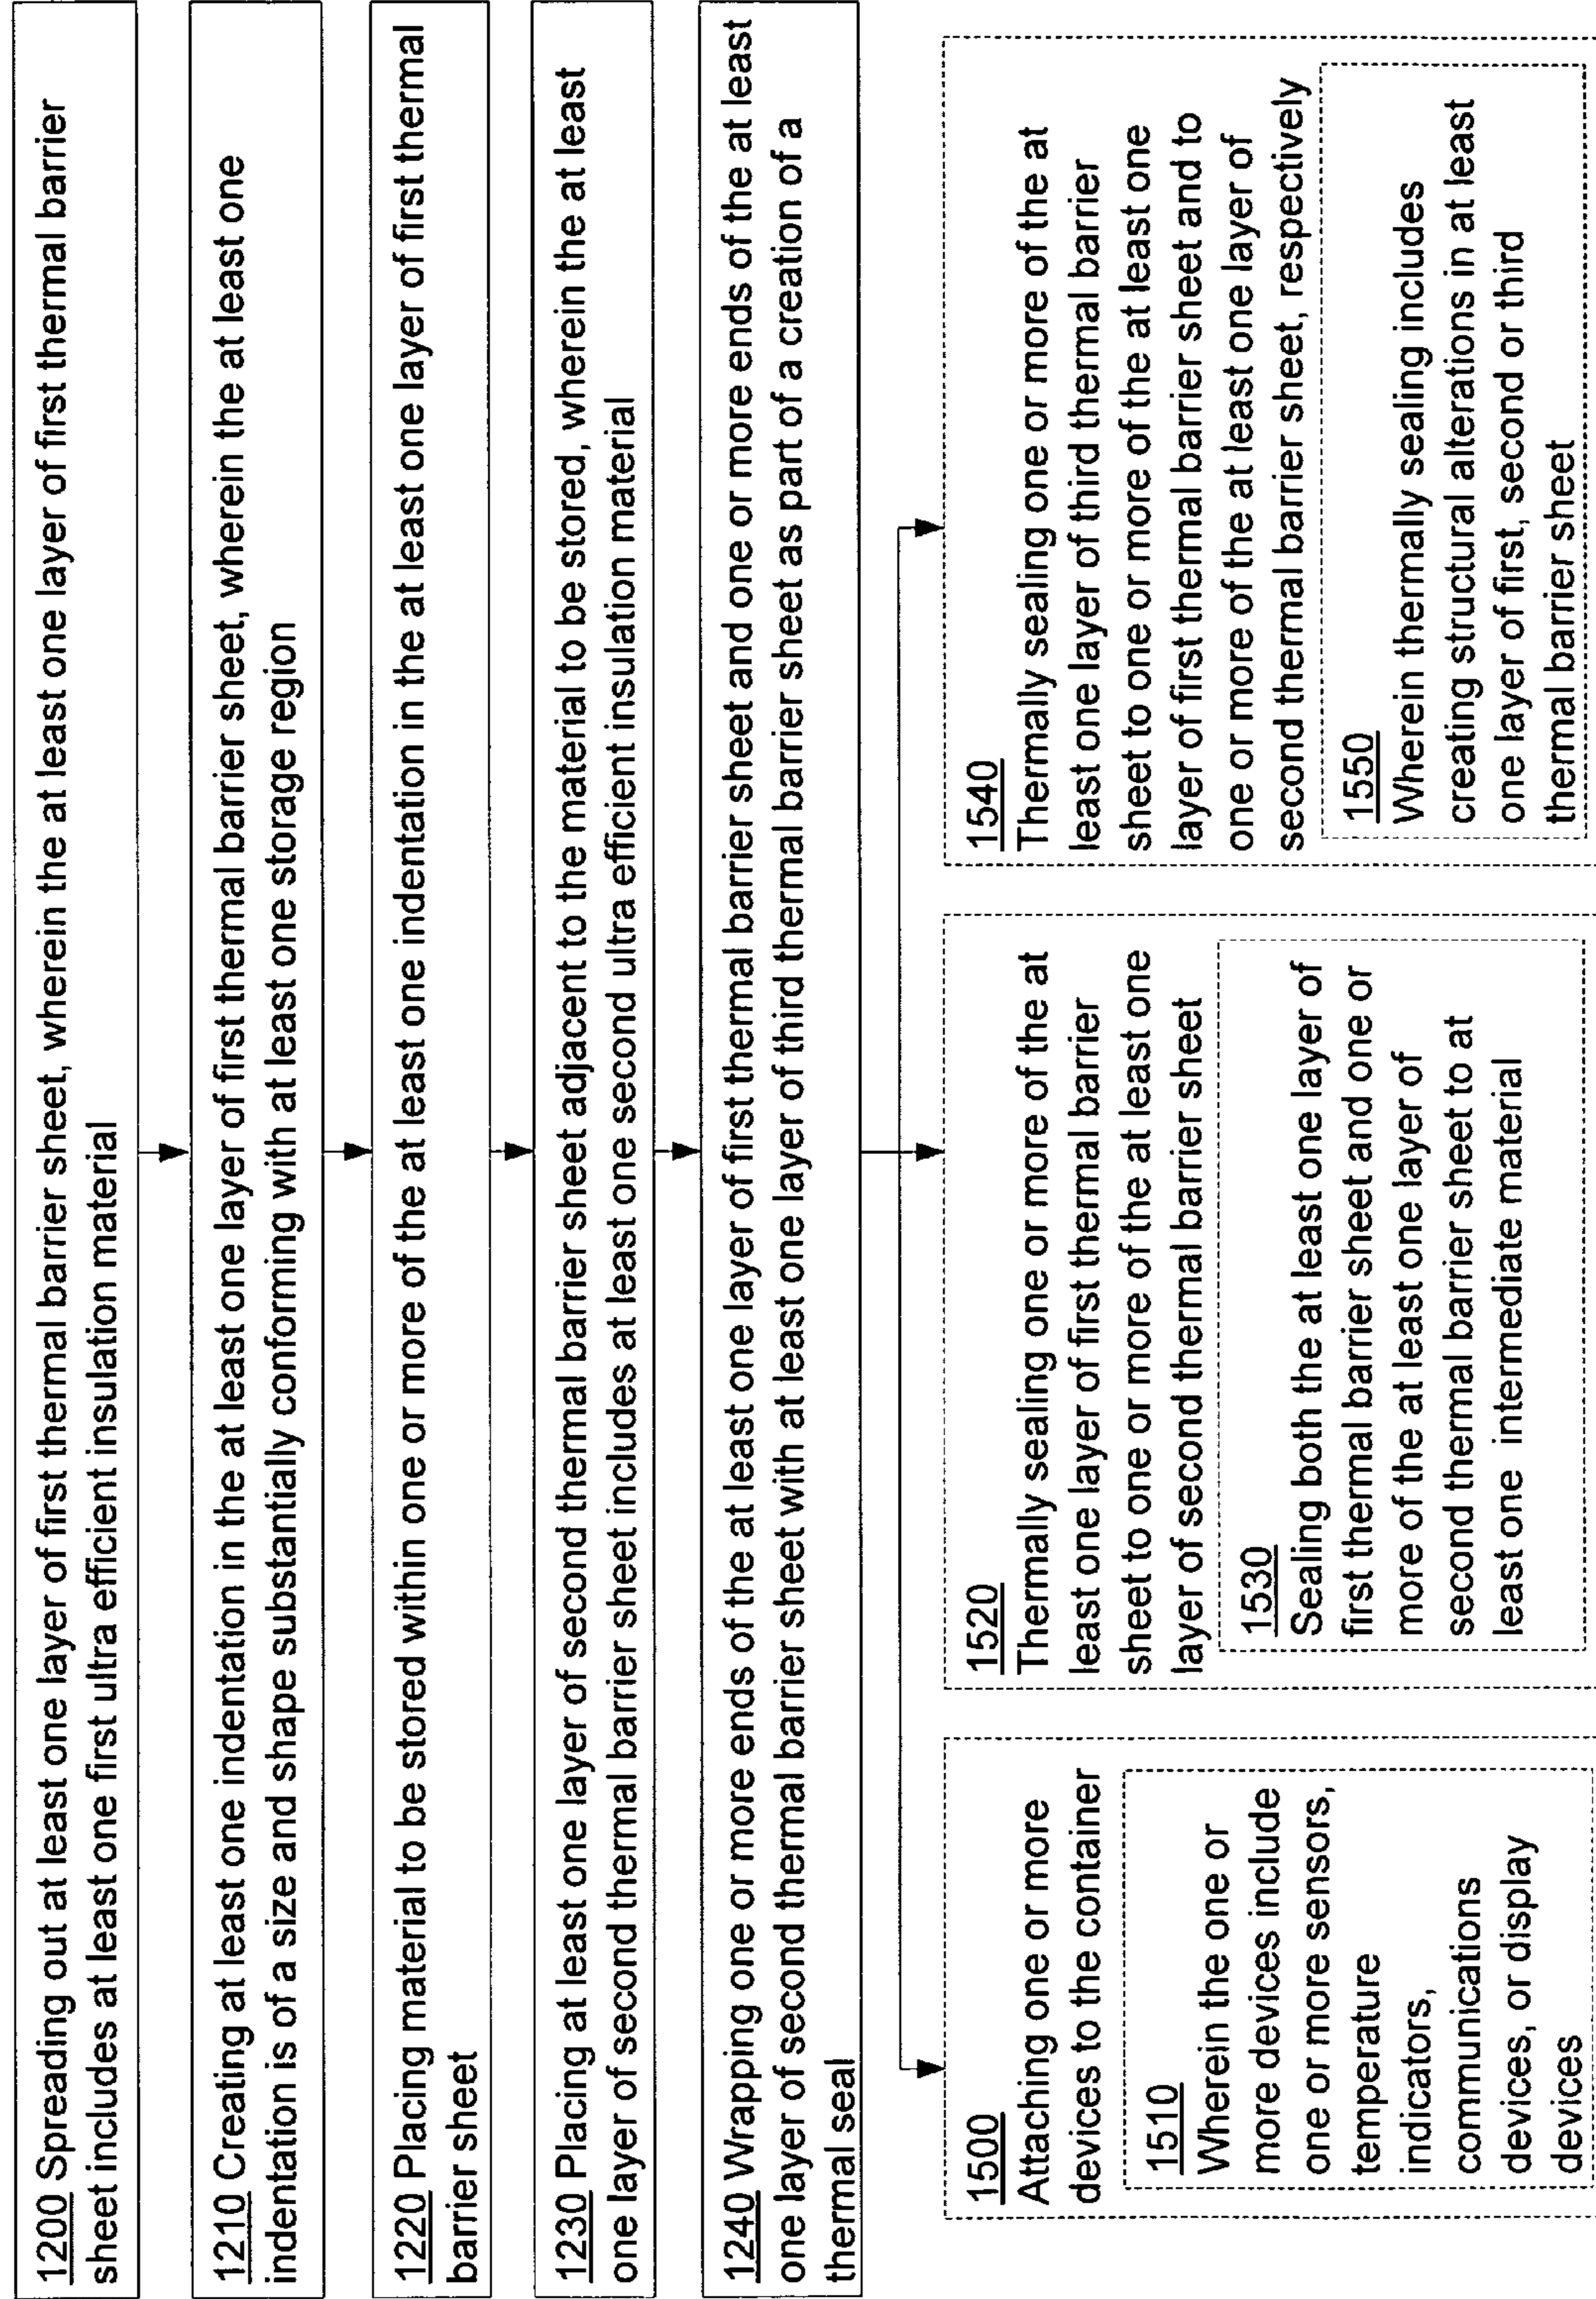 1200 Spreading out at least one layer of first thermal barrier sheet, wherein the at least one layer of first thermal barrier
sheet includes at least one first ultra efficient insulation material
1210 Creating at least one indentation in the at least one layer of first thermal barrier sheet, wherein the at least one
indentation is of a size and shape substantially conforming with at least one storage region
1220 Placing material to be stored within one or more of the at least one indentation in the at least one layer of first thermal
barrier sheet
1230 Placing at least one layer of second thermal barrier sheet adjacent to the material to be stored, wherein the at least
one layer of second thermal barrier sheet includes at least one second ultra efficient insulation material
1240 Wrapping one or more ends of the at least one layer of first thermal barrier sheet and one or more ends of the at least
one layer of second thermal barrier sheet with at least one layer of third thermal barrier sheet as part of a creation of a
thermal seal
1500
Attaching one or more
devices to the container
1510
Wherein the one or
more devices include
one or more sensors,
temperature
indicators,
communications
devices, or display
devices
1520
Thermally sealing one or more of the at
least one layer of first thermal barrier
sheet to one or more of the at least one
layer of second thermal barrier sheet
1530
Sealing both the at least one layer of
first thermal barrier sheet and one or
more of the at least one layer of
second thermal barrier sheet to at
least one intermediate material
1540
Thermally sealing one or more of the at
least one layer of third thermal barrier
sheet to one or more of the at least one
layer of first thermal barrier sheet and to
one or more of the at least one layer of
second thermal barrier sheet, respectively
1550
Wherein thermally sealing includes
creating structural alterations in at least
one layer of first, second or third
thermal barrier sheet